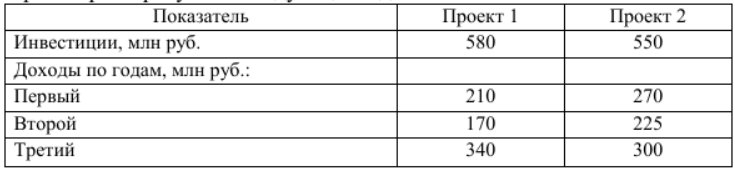 Показатель Проект 1 Проект 2
Инвестиции, млн руб. 580 550
Доходы по годам, млн руб.:
Первый 210 270
Второй 170 225
Третий 340 300